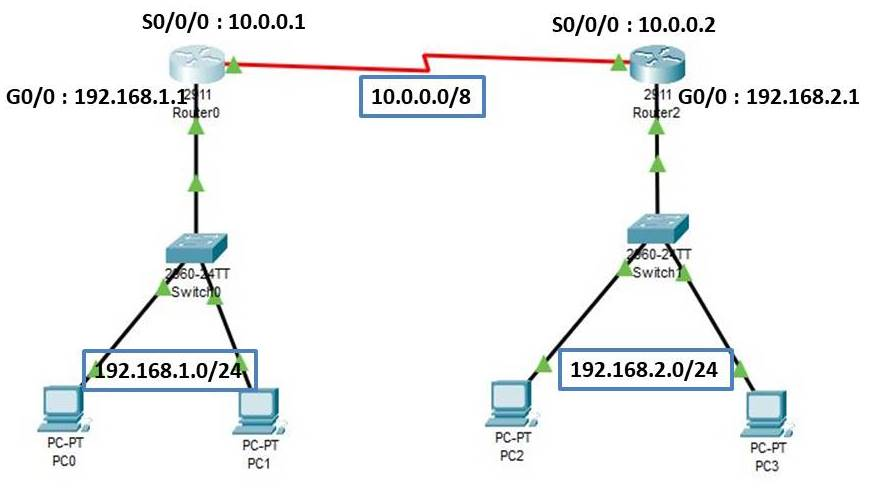 S0/0/0 : 10.0.0.1
S0/0/0 : 10.0.0.2
G0/0 : 192.168.1.1
2911
Router0
10.0.0.0/8
2911
Router2
G0/0 : 192.168.2.1
2960-24TT
Switch0
2960-24TT
Switch1
192.168.1.0/24
192.168.2.0/24
PC-PT
PC0
PC-PT
PC1
PC-PT
PC2
PC-PT
PC3